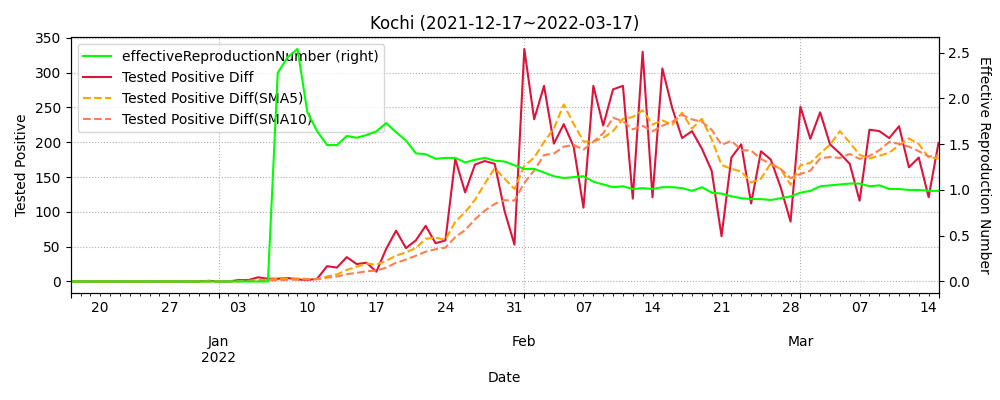 Kochi (2021-12-17~2022-03-17)
effectiveReproductionNumber (right)
Tested Positive Diff
Tested Positive Diff(SMA5)
Tested Positive Diff(SMA10)
Tested Positive
350
300
250
200
150
100
50
0
2.5
2.0
1.5
1.0
0.5
0.0
Effective Reproduction Number
20 27 03 10 17 24 31 07 14 21 28 07 14
Jan Feb Mar
2022
Date